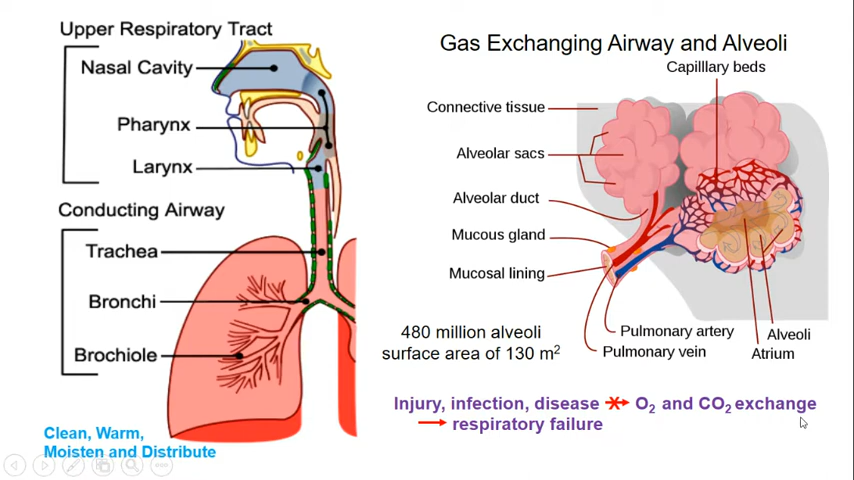 Upper Respiratory Tract
Nasal Cavity
Pharynx
Larynx
Conducting Airway
Trachea
Bronchi
Brochiole
Clean, Warm,
Moisten and Distribute
Gas Exchanging Airway and Alveoli
Capilllary beds
Connective tissue
Alveolar sacs
Alveolar duct
Mucous gland
Mucosal lining
Pulmonary artery
Pulmonary vein
Alveoli
Atrium
480 million alveoli
surface area of 130 m²
Injury, infection, disease O₂ and CO₂ exchange
respiratory failure